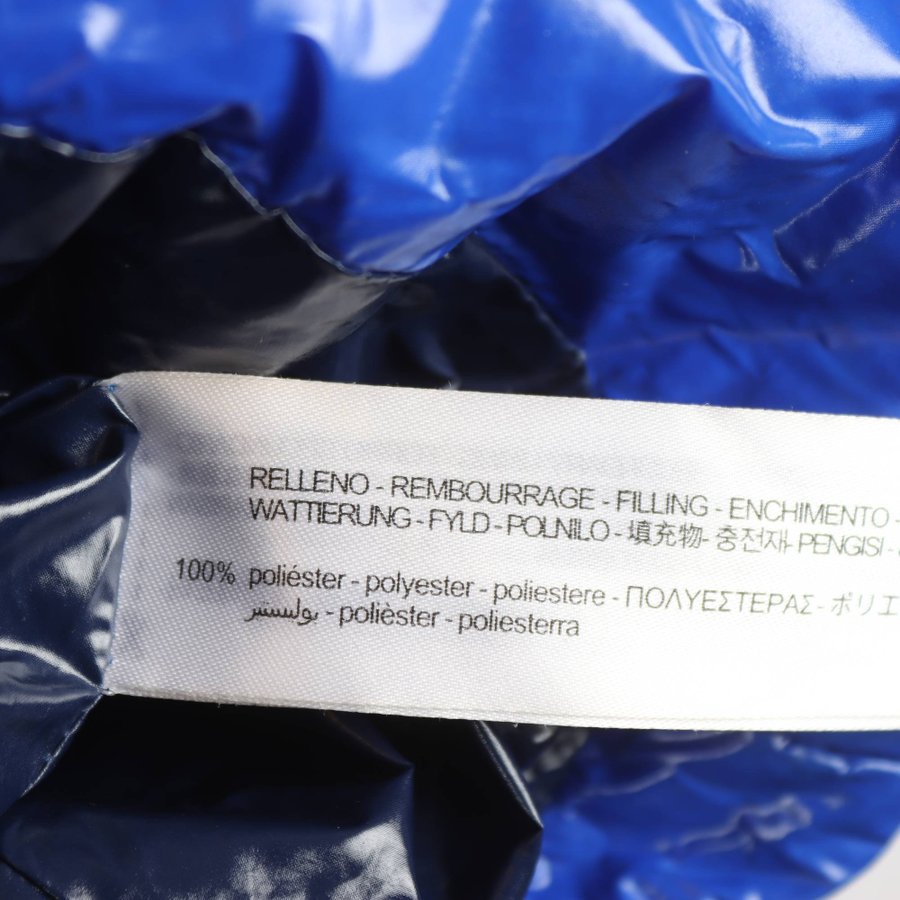 RELLENO - REMBOURRAGE - FILLING - ENCHIMENTO -
WATTIERUNG - FYLD - POLNILO - 填充物- 충전재- PENGISI -
100% poliéster - polyester - poliestere - ΠΟΛΥΕΣΤΕΡΑΣ - ポリエ
بوليستير - polièster - poliesterra